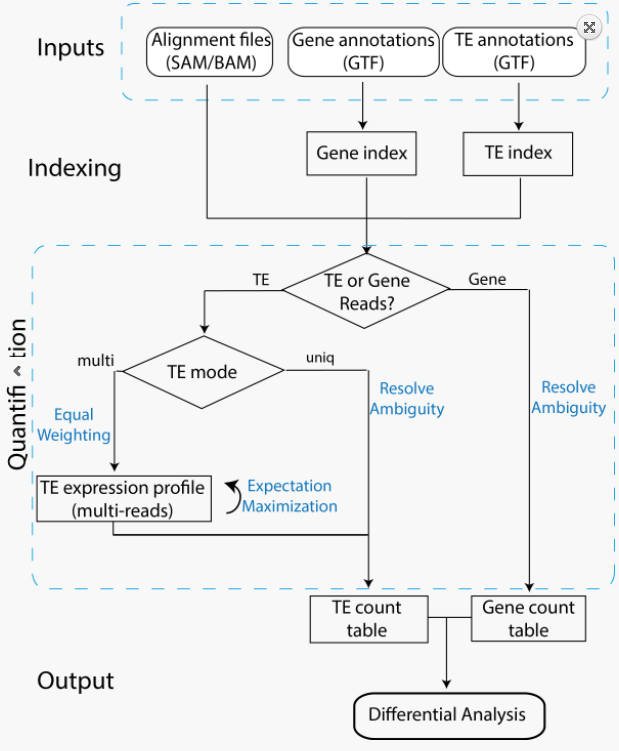 Inputs
Alignment files
(SAM/BAM)
Gene annotations
(GTF)
TE annotations
(GTF)
Indexing
Gene index
TE index
Quantifi tion
TE or Gene
Reads?
TE
Gene
TE mode
multi
uniq
Equal
Weighting
Resolve
Ambiguity
Resolve
Ambiguity
TE expression profile
(multi-reads)
Expectation
Maximization
TE count
table
Gene count
table
Output
Differential Analysis